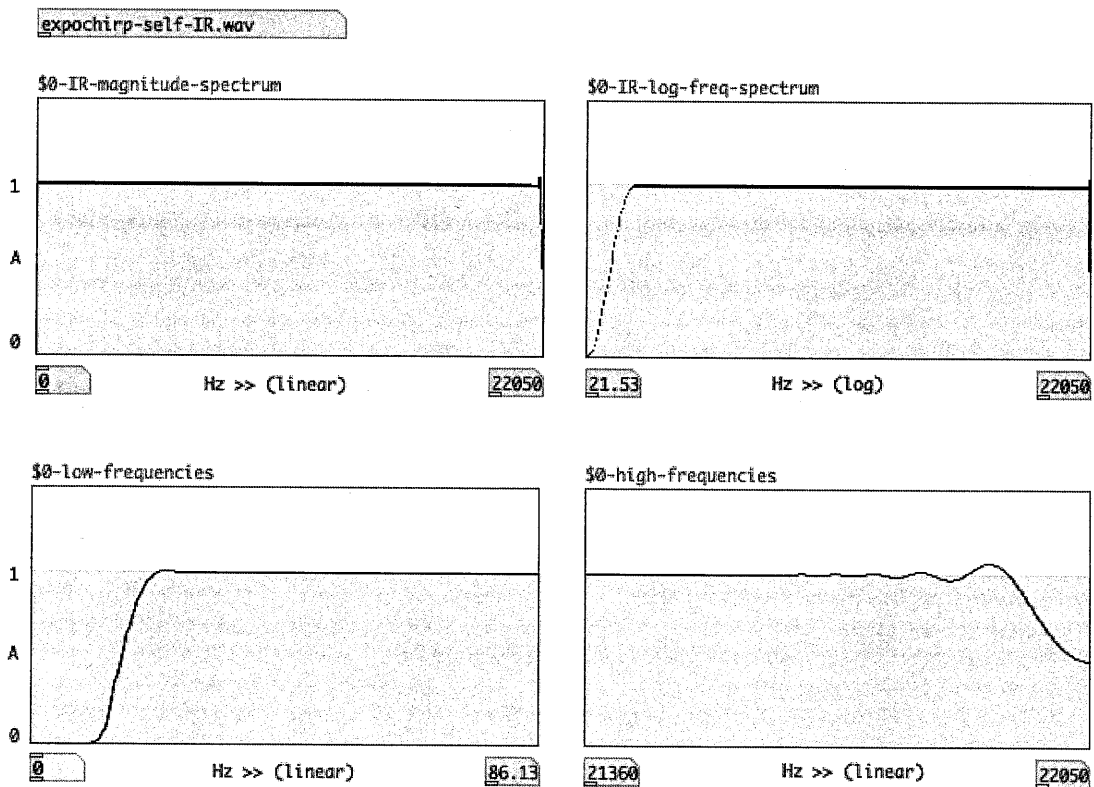 expochirp-self-IR.wav
$0-IR-magnitude-spectrum
1
A
0
0
Hz >> (linear)
22050
$0-IR-log-freq-spectrum
21.53
Hz >> (log)
22050
$0-low-frequencies
1
A
0
0
Hz >> (linear)
86.13
$0-high-frequencies
21360
Hz >> (linear)
22050